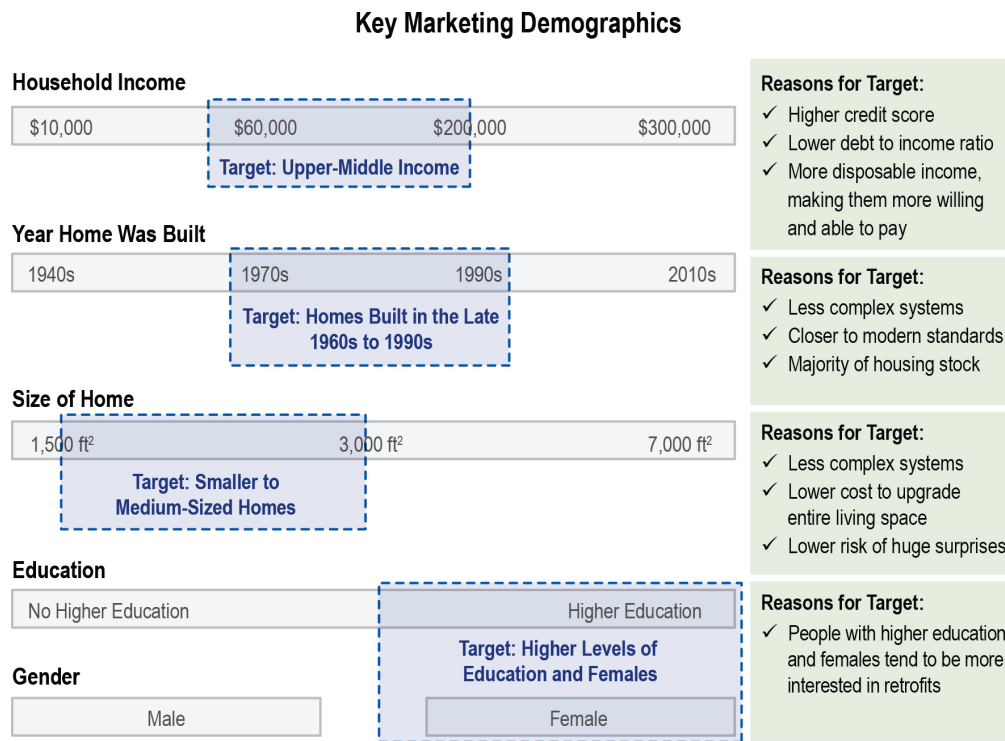 Key Marketing Demographics
Household Income
$10,000 $60,000 $200,000 $300,000
Target: Upper-Middle Income
Reasons for Target:
✓ Higher credit score
✓ Lower debt to income ratio
✓ More disposable income,
making them more willing
and able to pay
Year Home Was Built
1940s 1970s 1990s 2010s
Target: Homes Built in the Late
1960s to 1990s
Reasons for Target:
✓ Less complex systems
✓ Closer to modern standards
✓ Majority of housing stock
Size of Home
1,500 ft² 3,000 ft² 7,000 ft²
Target: Smaller to
Medium-Sized Homes
Reasons for Target:
✓ Less complex systems
✓ Lower cost to upgrade
entire living space
✓ Lower risk of huge surprises
Education
No Higher Education Higher Education
Target: Higher Levels of
Education and Females
Gender
Male Female
Reasons for Target:
✓ People with higher education
and females tend to be more
interested in retrofits